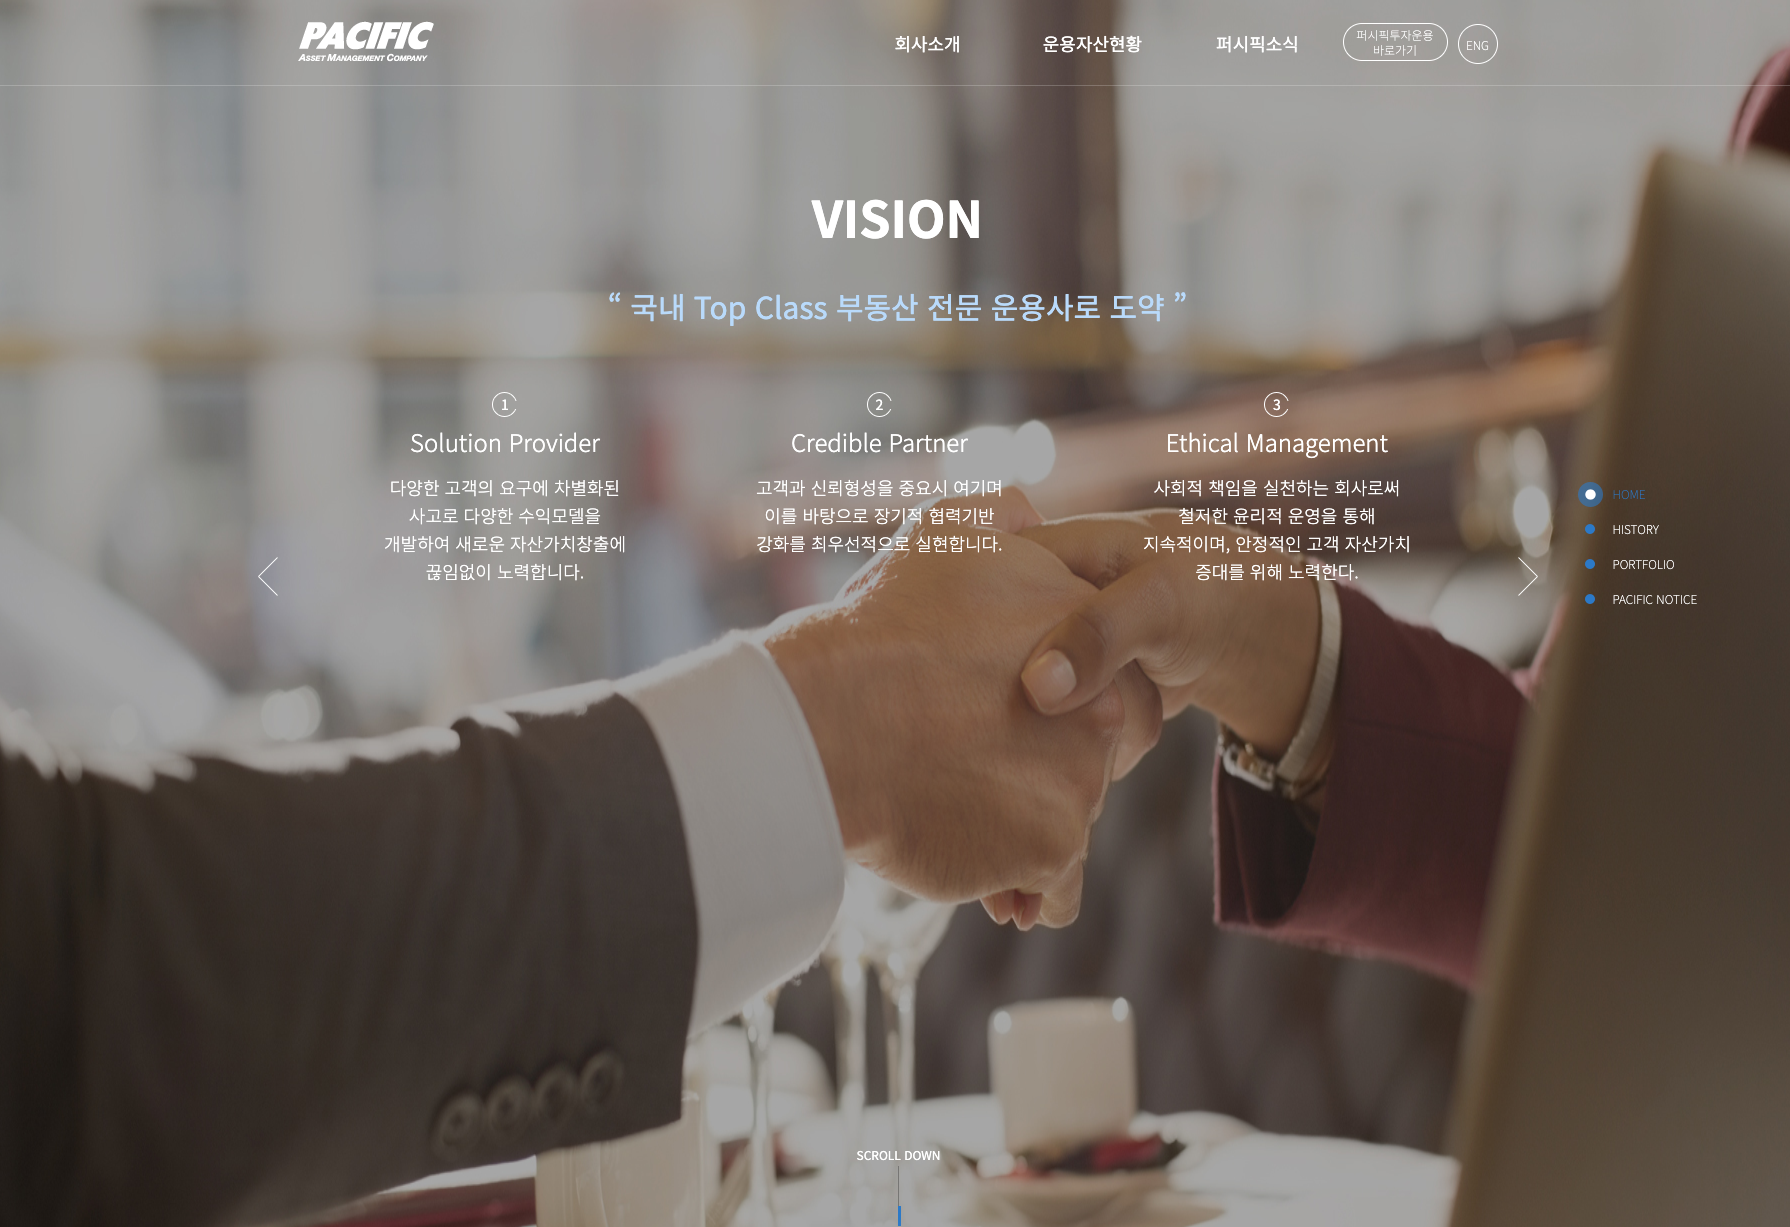 PACIFIC
ASSET MANAGEMENT COMPANY
회사소개
운용자산현황
퍼시픽소식
퍼시픽투자운용
바로가기
ENG
VISION
“ 국내 Top Class 부동산 전문 운용사로 도약 ”
1
Solution Provider
다양한 고객의 요구에 차별화된
사고로 다양한 수익모델을
개발하여 새로운 자산가치창출에
끊임없이 노력합니다.
2
Credible Partner
고객과 신뢰형성을 중요시 여기며
이를 바탕으로 장기적 협력기반
강화를 최우선적으로 실현합니다.
3
Ethical Management
사회적 책임을 실천하는 회사로써
철저한 윤리적 운영을 통해
지속적이며, 안정적인 고객 자산가치
증대를 위해 노력한다.
HOME
HISTORY
PORTFOLIO
PACIFIC NOTICE
SCROLL DOWN